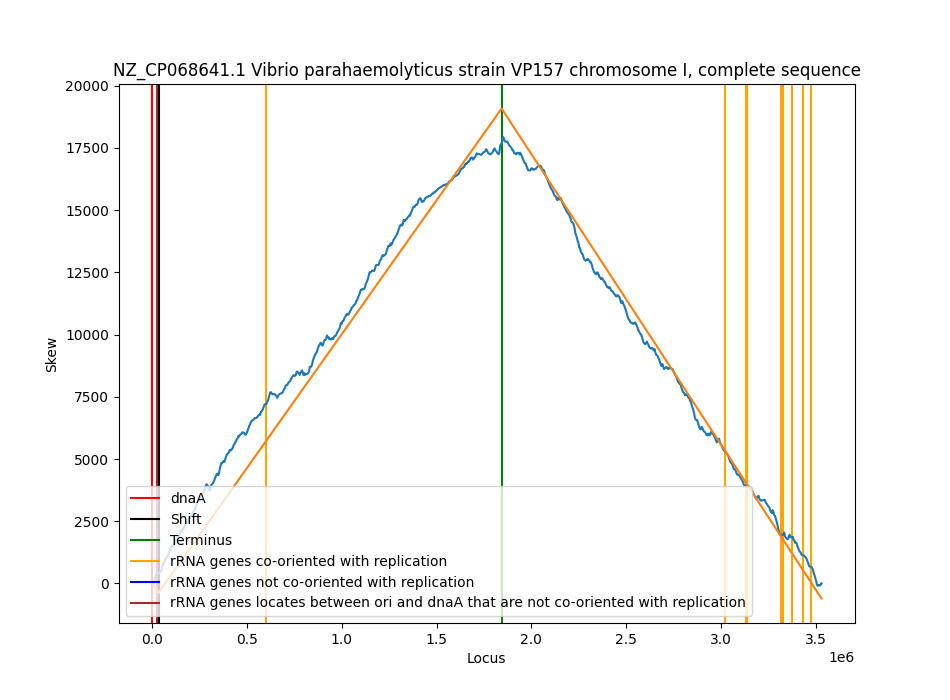 NZ_CP068641.1 Vibrio parahaemolyticus strain VP157 chromosome I, complete sequence
20000
17500
15000
12500
10000
7500
5000
2500
0
Skew
dnaA
Shift
Terminus
rRNA genes co-oriented with replication
rRNA genes not co-oriented with replication
rRNA genes locates between ori and dnaA that are not co-oriented with replication
0.0 0.5 1.0 1.5 2.0 2.5 3.0 3.5
Locus
1e6